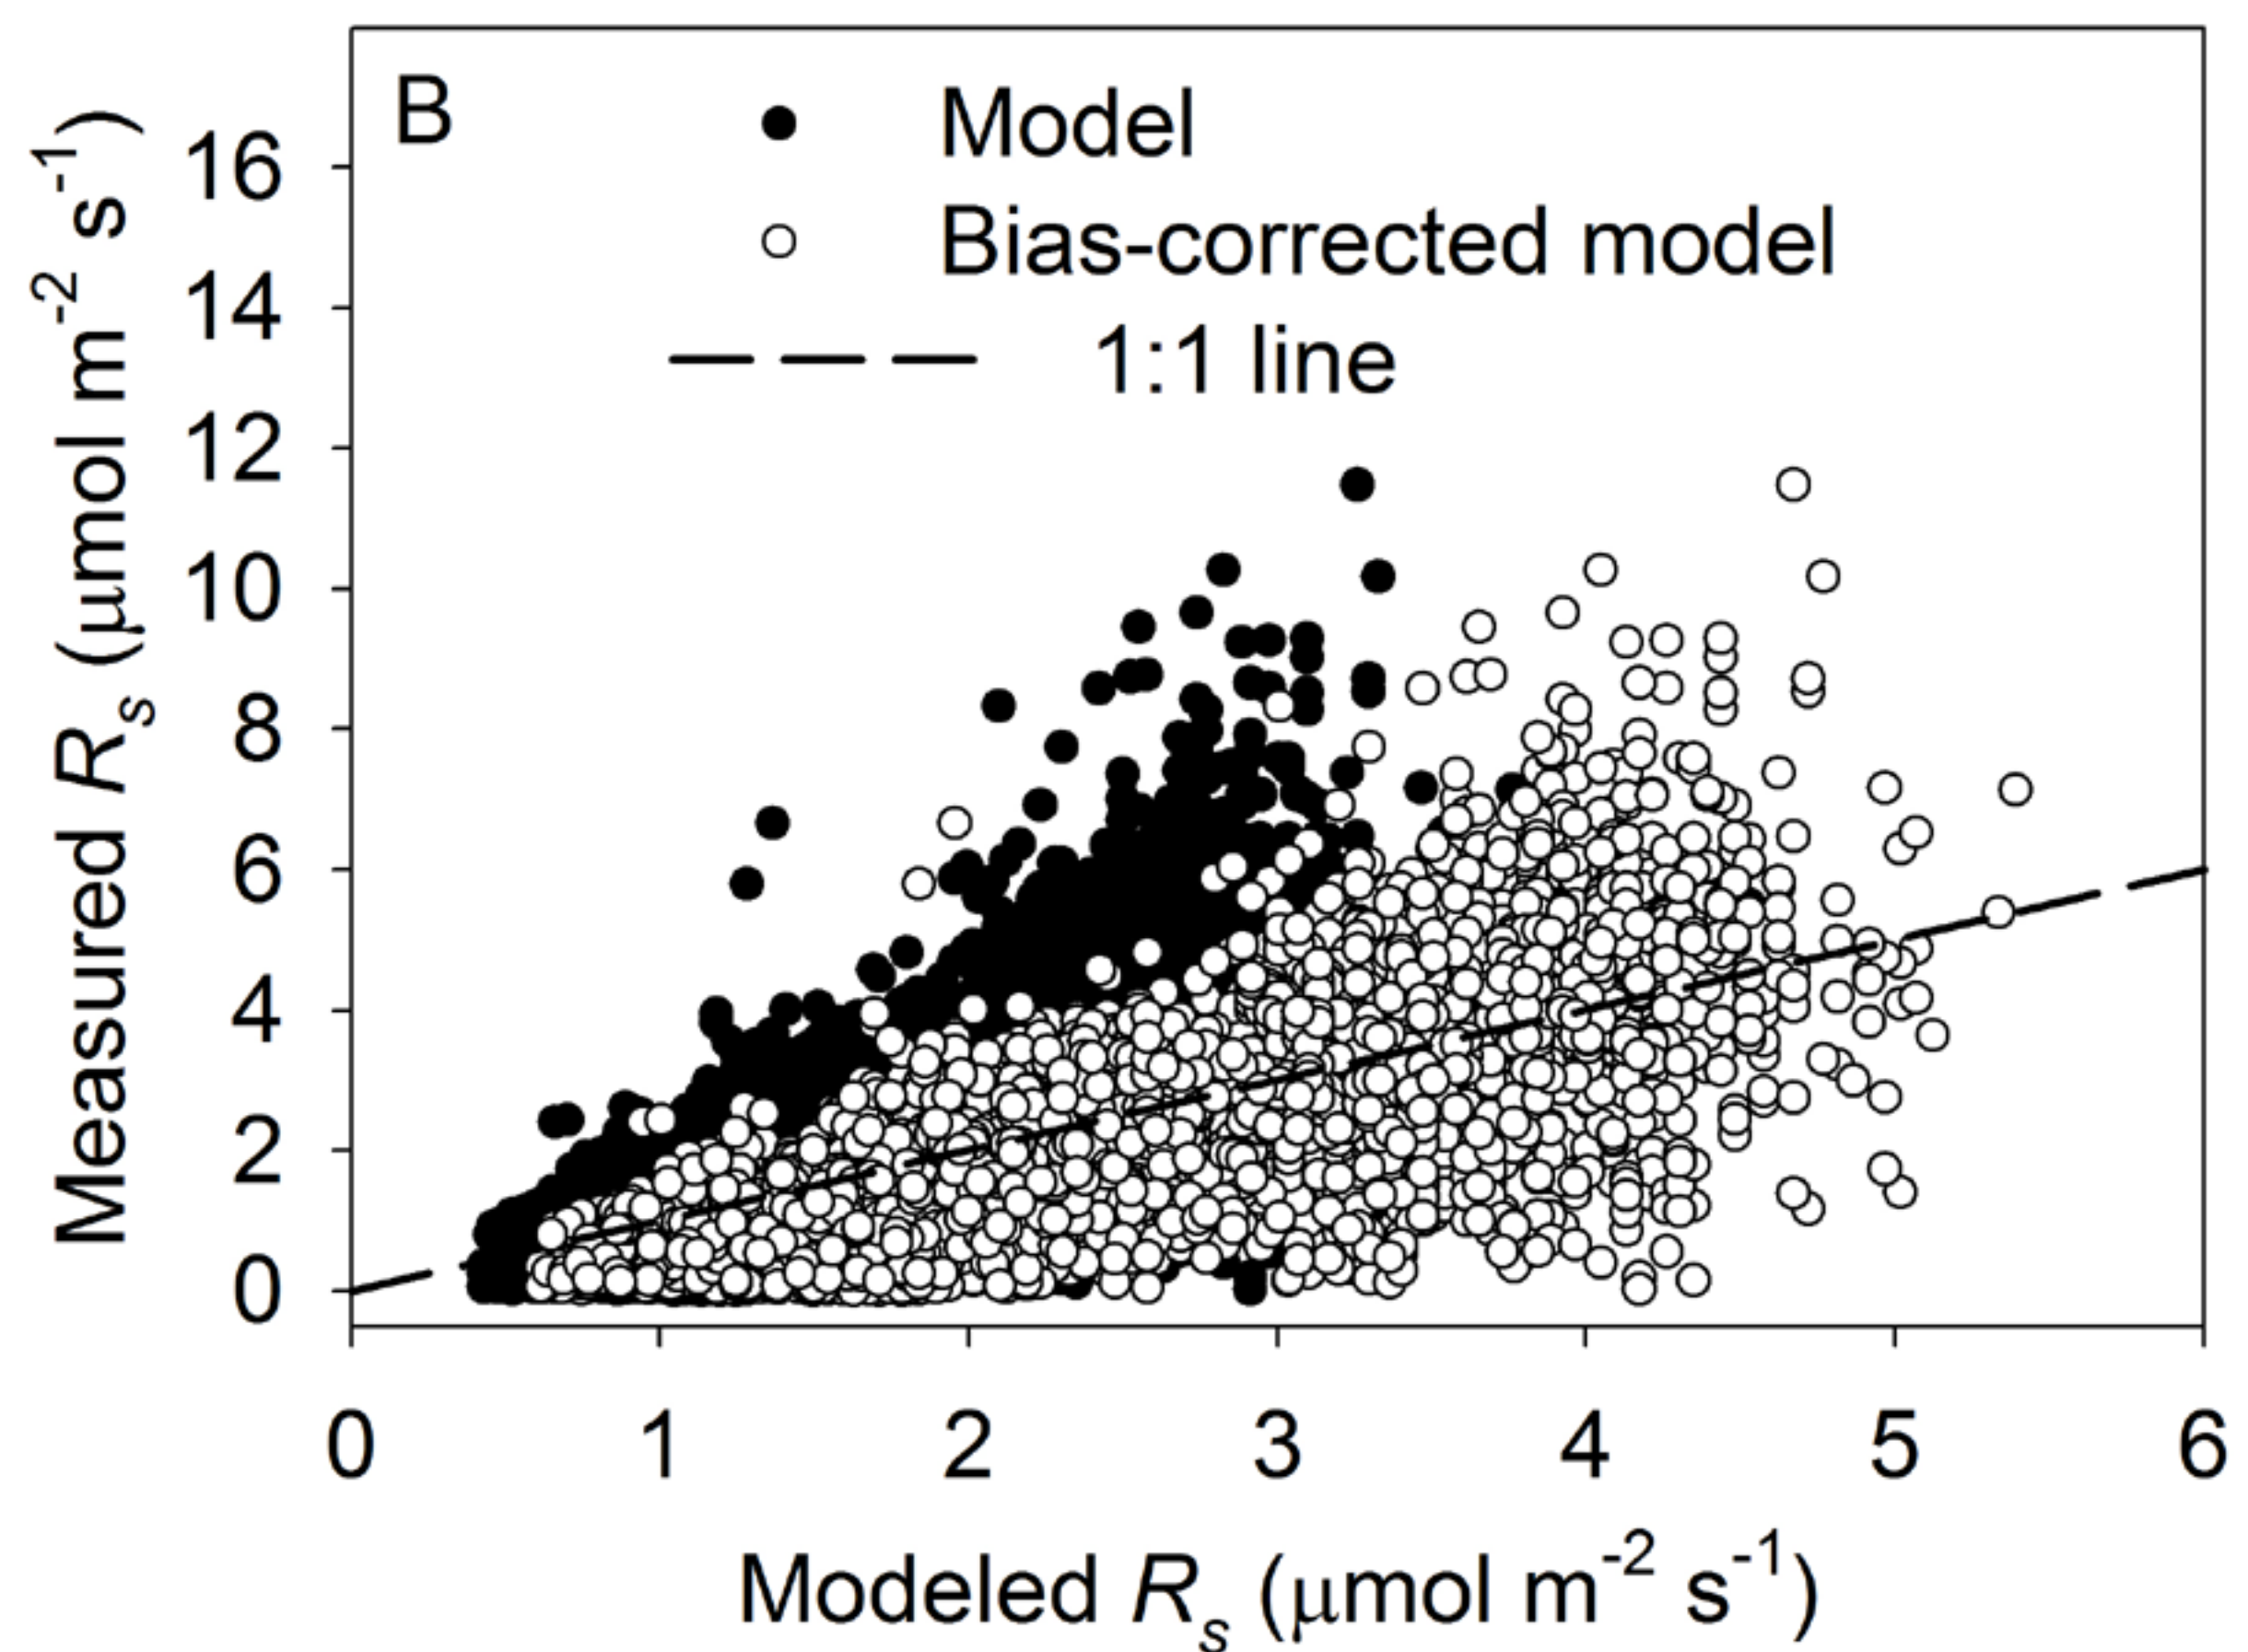 B
Model
Bias-corrected model
1:1 line
Measured Rs (μmol m-2 s-1)
16
14
12
10
8
6
4
2
0
0 1 2 3 4 5 6
Modeled Rs (μmol m-2 s-1)